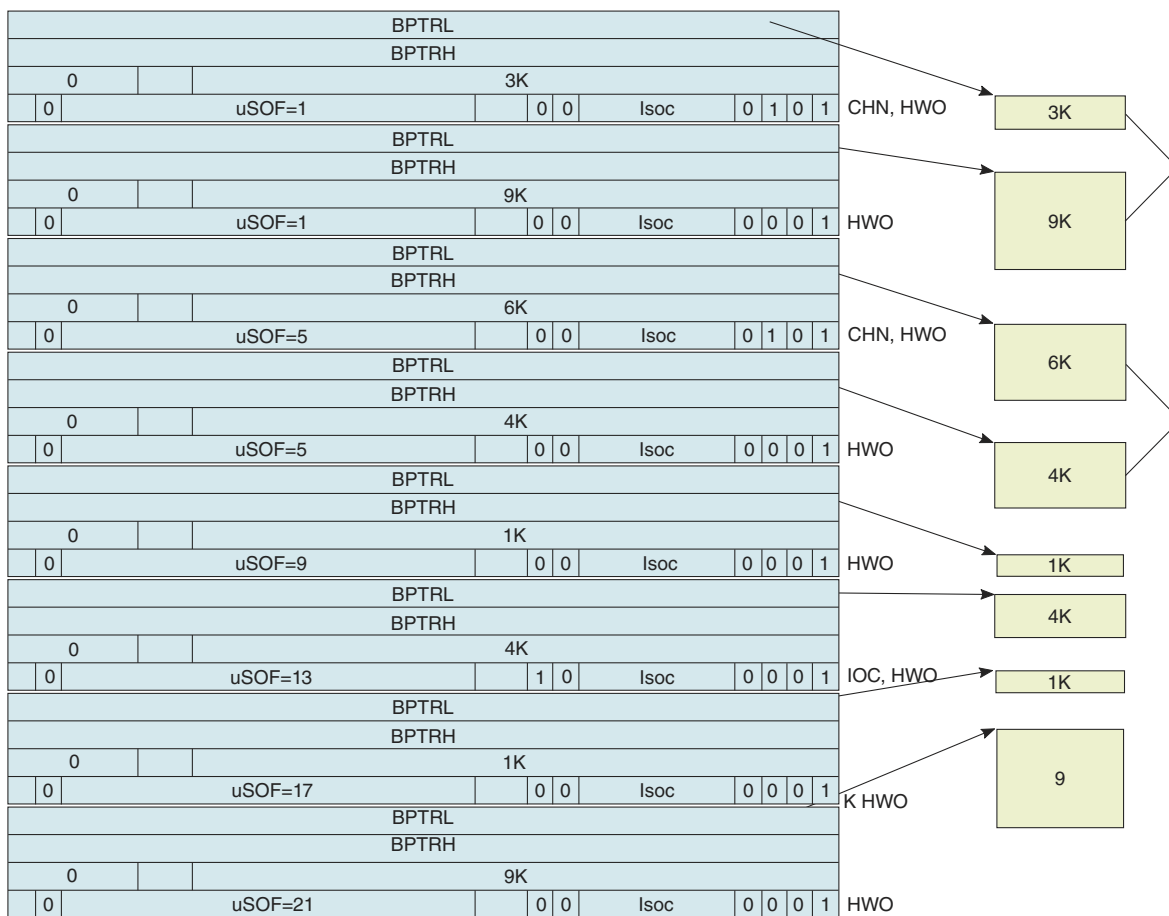 BPTRL
BPTRH
0 3K
0 uSOF=1 0 0 Isoc 0 1 0 1 CHN, HWO
3K
BPTRL
BPTRH
0 9K
0 uSOF=1 0 0 Isoc 0 0 0 1 HWO
9K
BPTRL
BPTRH
0 6K
0 uSOF=5 0 0 Isoc 0 1 0 1 CHN, HWO
6K
BPTRL
BPTRH
0 4K
0 uSOF=5 0 0 Isoc 0 0 0 1 HWO
4K
BPTRL
BPTRH
0 1K
0 uSOF=9 0 0 Isoc 0 0 0 1 HWO
1K
BPTRL
BPTRH
4K
0 4K
0 uSOF=13 1 0 Isoc 0 0 0 1 IOC, HWO
1K
BPTRL
BPTRH
0 1K
0 uSOF=17 0 0 Isoc 0 0 0 1 K HWO
9
BPTRL
BPTRH
0 9K
0 uSOF=21 0 0 Isoc 0 0 0 1 HWO